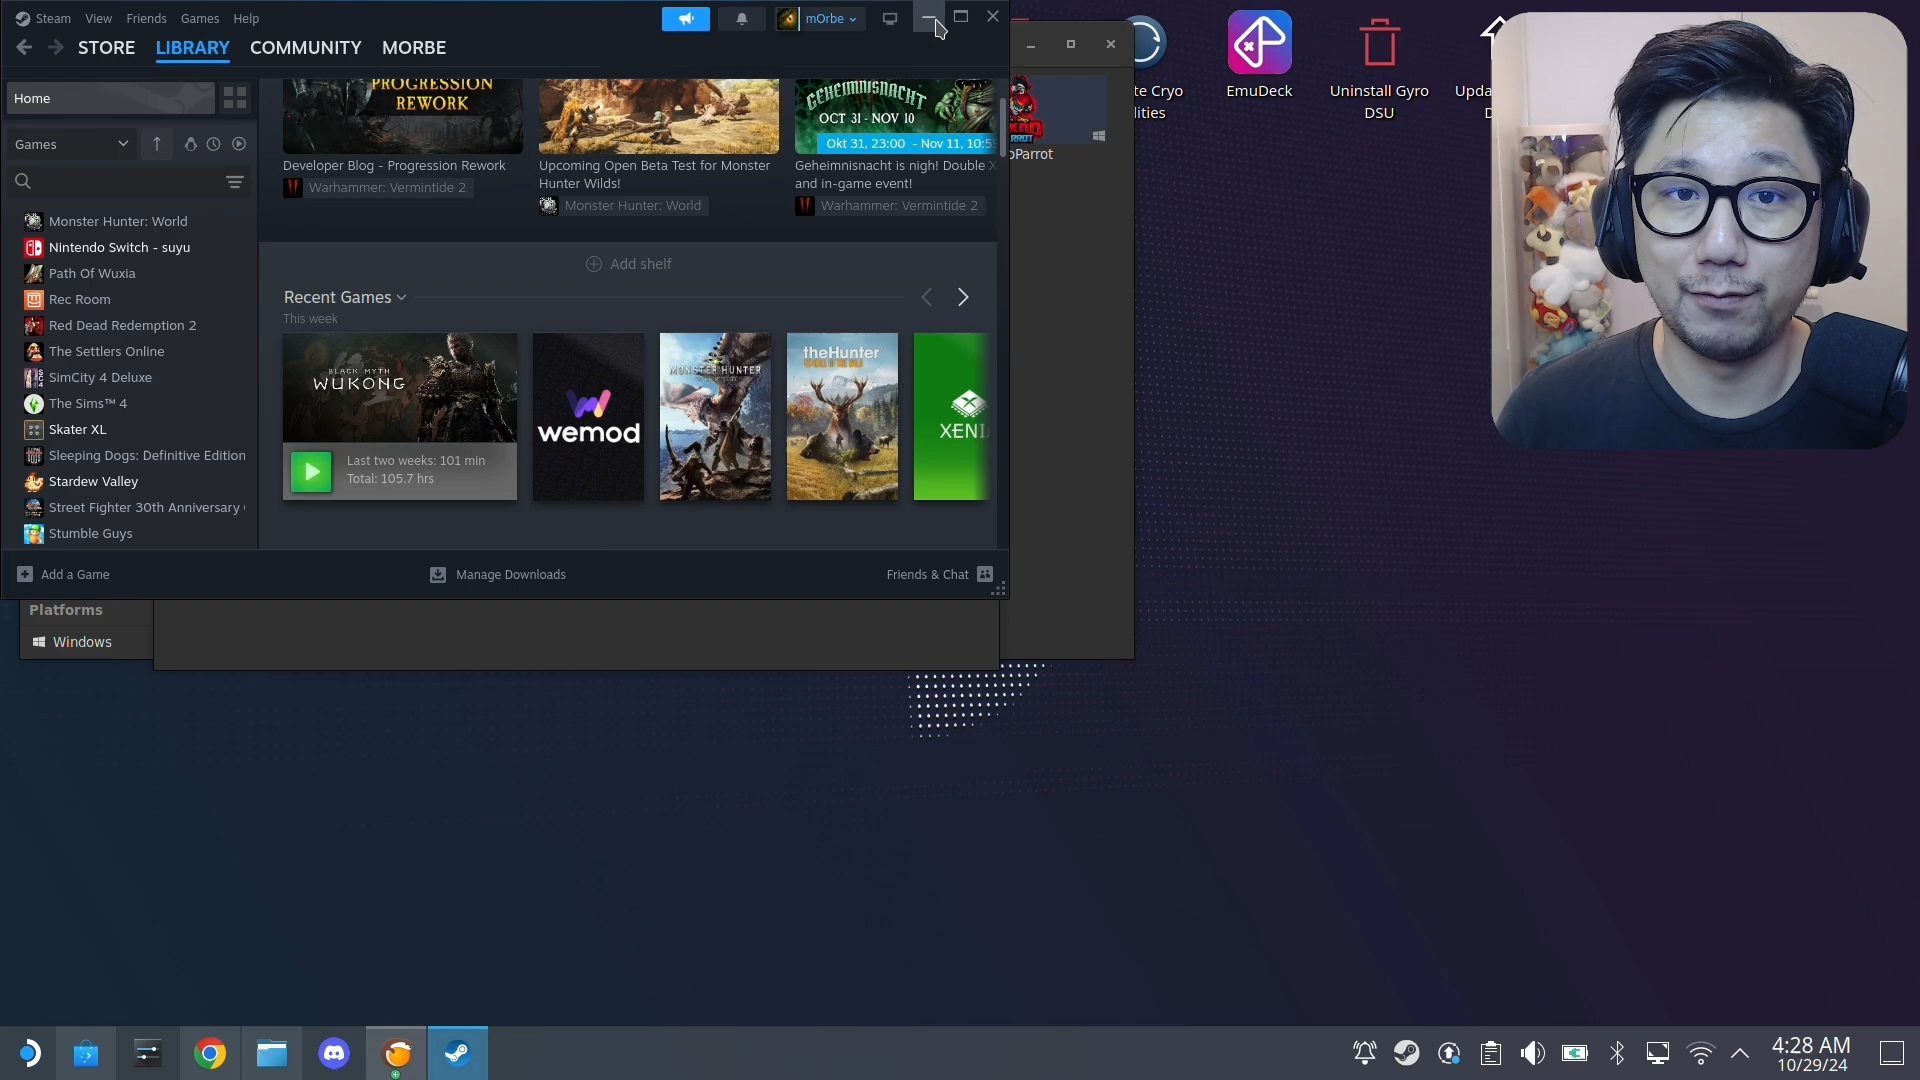 Steam View Friends Games Help
mOrbe
STORE LIBRARY COMMUNITY MORBE
Home
Games
Monster Hunter: World
Nintendo Switch - suyu
Path Of Wuxia
Rec Room
Red Dead Redemption 2
The Settlers Online
SimCity 4 Deluxe
The Sims™ 4
Skater XL
Sleeping Dogs: Definitive Edition
Stardew Valley
Street Fighter 30th Anniversary
Stumble Guys
PROGRESSION
REWORK
Developer Blog - Progression Rework
Warhammer: Vermintide 2
Upcoming Open Beta Test for Monster
Hunter Wilds!
Monster Hunter: World
GEHEIMNISNACHT
OCT 31 - NOV 10
Okt 31, 23:00 - Nov 11, 10:5
Geheimnisnacht is nigh! Double X
and in-game event!
Warhammer: Vermintide 2
Add shelf
Recent Games
This week
BLACK MYTH
WUKONG
Last two weeks: 101 min
Total: 105.7 hrs
wemod
MONSTER HUNTER
theHunter
XENI
Add a Game
Manage Downloads
Friends & Chat
Platforms
Windows
oParrot
te Cryo
ilities
EmuDeck
Uninstall Gyro
DSU
Upda
D
4:28 AM
10/29/24